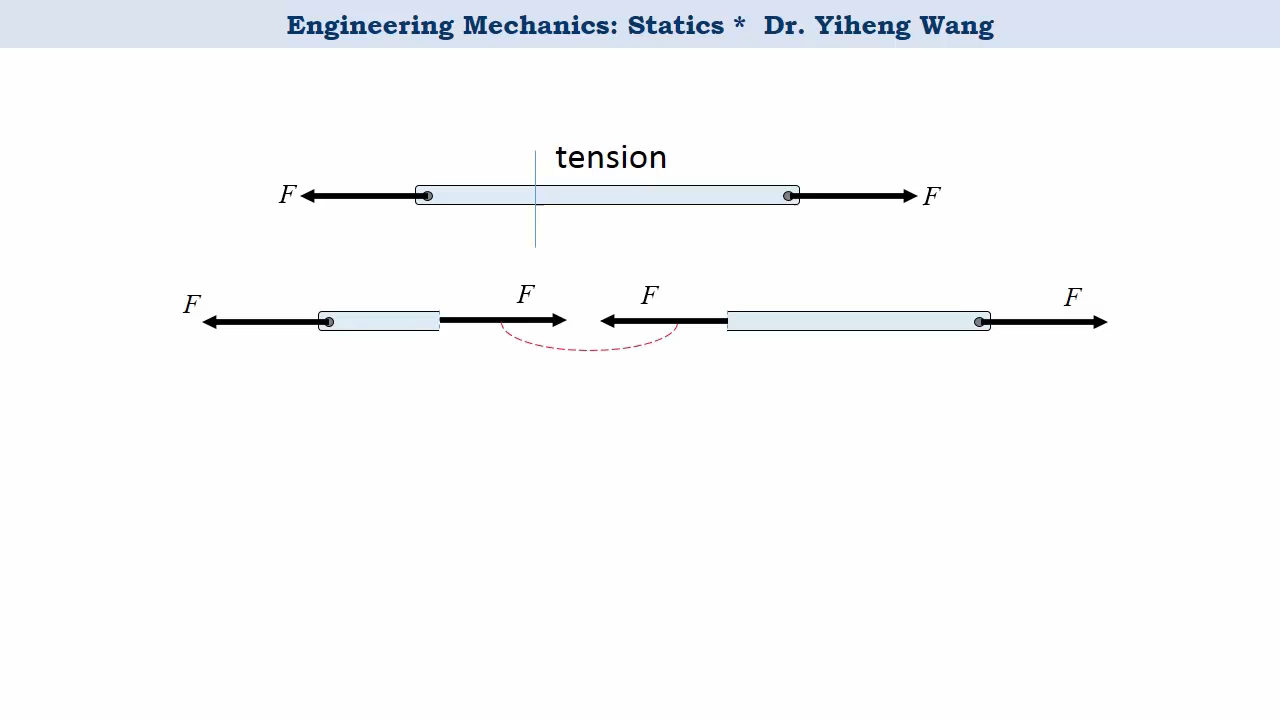 Engineering Mechanics: Statics * Dr. Yiheng Wang
tension
F F
F F F F